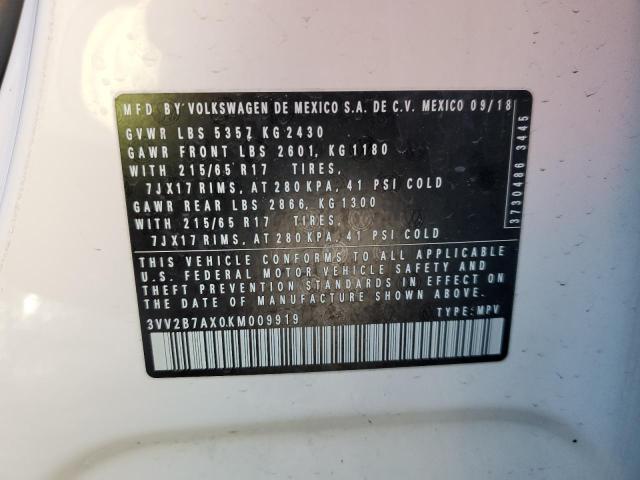 MFD BY VOLKSWAGEN DE MEXICO S.A. DE C.V. MEXICO 09/18
GVWR LBS 5357 KG2430
GAWR FRONT LBS 2601, KG1180
WITH 215/65 R17 TIRES,
7JX17 RIMS, AT 280 KPA, 41 PSI COLD
GAWR REAR LBS 2866, KG 1300
WITH 215/65 R17 TIRES,
7JX17 RIMS, AT 280 KPA, 41 PSI COLD
THIS VEHICLE CONFORMS TO ALL APPLICABLE
U.S. FEDERAL MOTOR VEHICLE SAFETY AND
THEFT PREVENTION STANDARDS IN EFFECT ON
THE DATE OF MANUFACTURE SHOWN ABOVE.
3VV2B7AX0KM009919 TYPE: MPV
3730486 3445